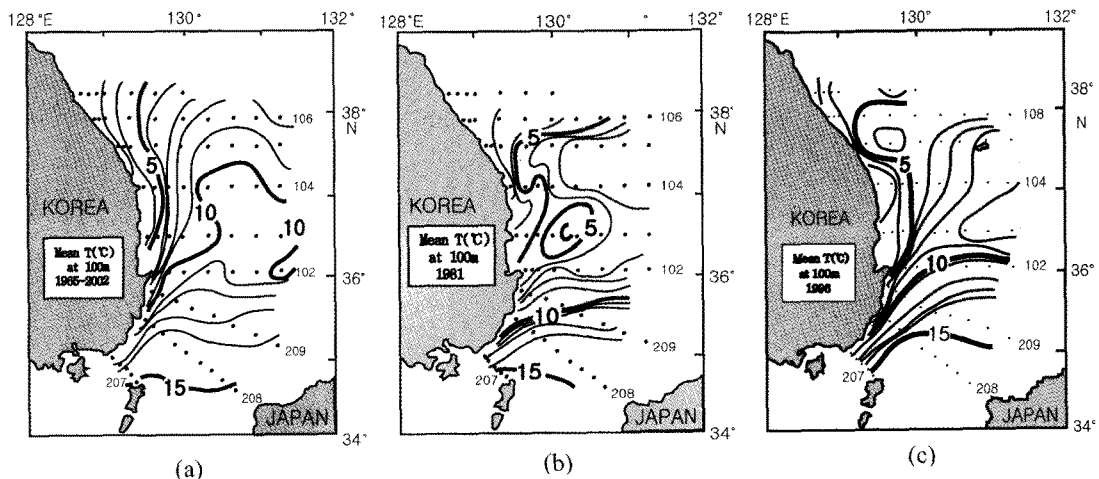 128°E 130° 132°
38°
N
106
5
104
KOREA
10
10
Mean T(℃)
at 100m
1965-2002
102
36°
209
15
207
208
JAPAN
34°
(a)
128°E 130° 132°
38°
N
106
5
104
KOREA
5
Mean T(℃)
at 100m
1981
102
36°
10
209
15
207
208
JAPAN
34°
(b)
128°E 130° 132°
38°
N
108
5
104
KOREA
10
Mean T(℃)
at 100m
1996
102
36°
15
209
207
208
JAPAN
34°
(c)